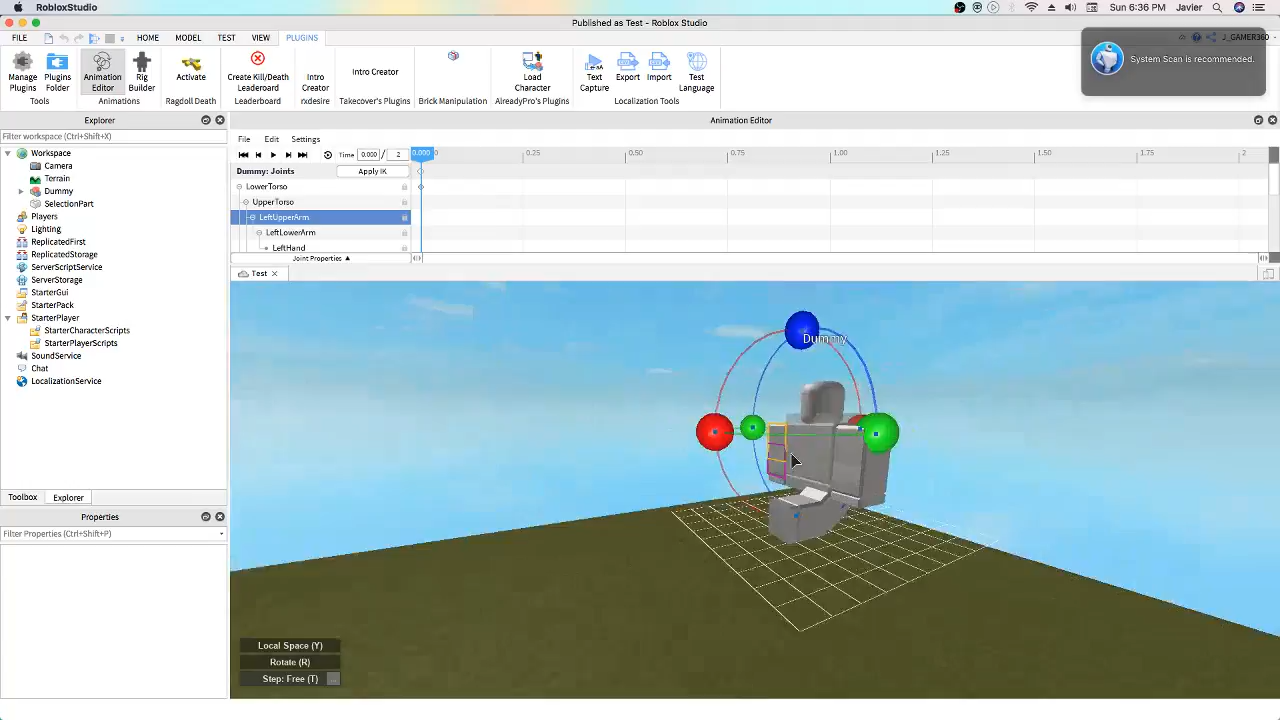 RobloxStudio
Sun 6:36 PM Javier
Published as Test - Roblox Studio
FILE HOME MODEL TEST VIEW PLUGINS
J_GAMER360
System Scan is recommended.
Manage Plugins
Plugins Folder
Animation Editor
Rig Builder
Activate
Create Kill/Death Leaderboard
Intro Creator
Intro Creator
Load Character
Text Capture
Export
Import
Test Language
Tools Animations Ragdoll Death Leaderboard rxdesire Takeover's Plugins Brick Manipulation AlreadyPro's Plugins Localization Tools
Explorer
Filter workspace (Ctrl+Shift+X)
Workspace
Camera
Terrain
Dummy
SelectionPart
Players
Lighting
ReplicatedFirst
ReplicatedStorage
ServerScriptService
ServerStorage
StarterGui
StarterPack
StarterPlayer
StarterCharacterScripts
StarterPlayerScripts
SoundService
Chat
LocalizationService
Toolbox Explorer
Properties
Filter Properties (Ctrl+Shift+P)
Animation Editor
File Edit Settings
Time 0.000 / 2
0.000 0.25 0.50 0.75 1.00 1.25 1.50 1.75 2
Dummy: Joints Apply IK
LowerTorso
UpperTorso
LeftUpperArm
LeftLowerArm
LeftHand
Joint Properties ▲
Test
Dummy
Local Space (Y)
Rotate (R)
Step: Free (T) ...